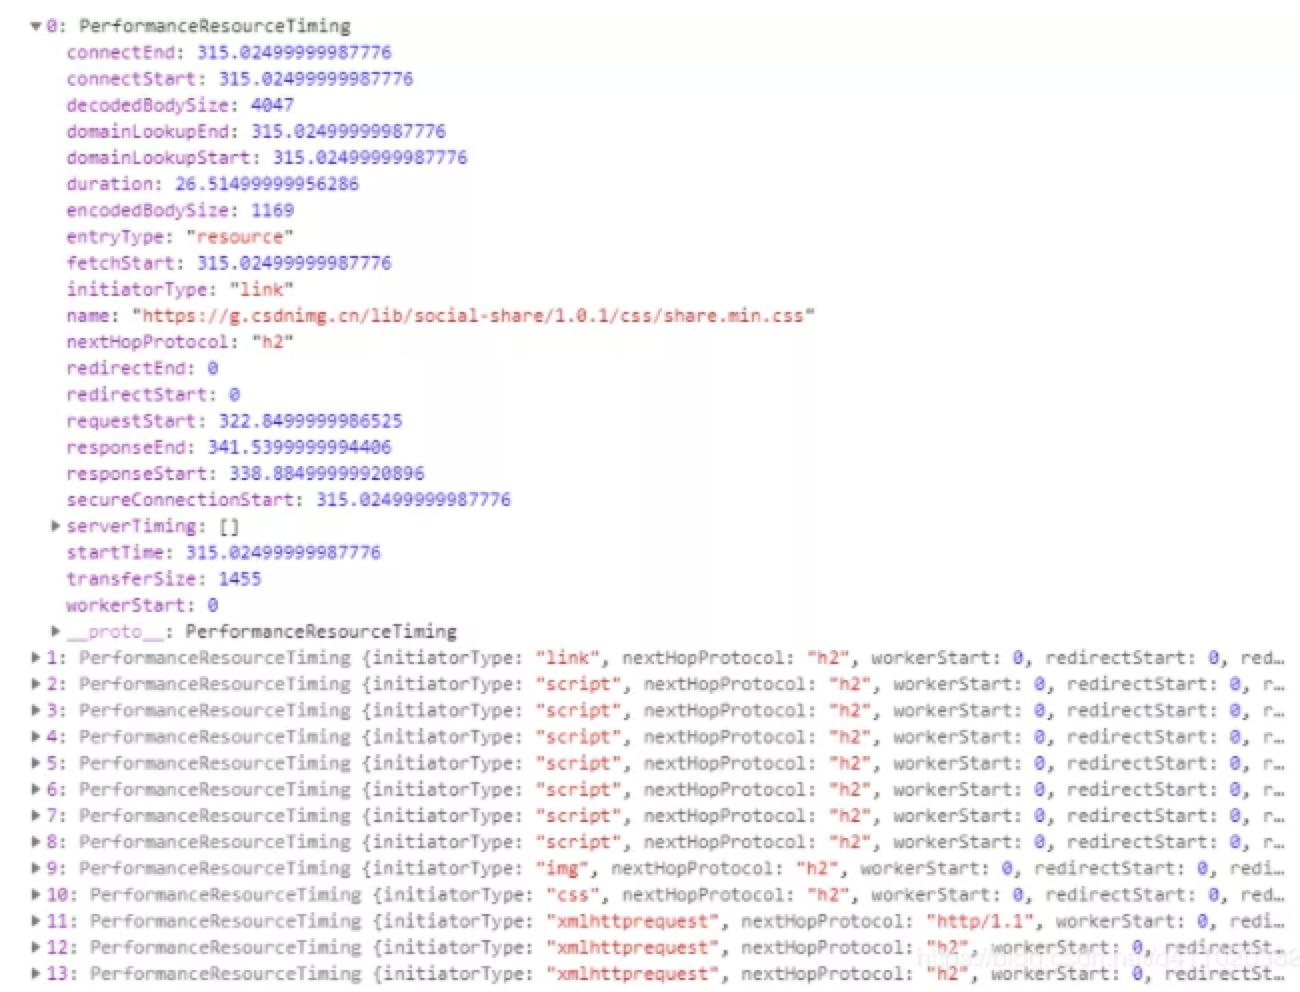 ▼0: PerformanceResourceTiming
connectEnd: 315.02499999987776
connectStart: 315.02499999987776
decodedBodySize: 4047
domainLookupEnd: 315.02499999987776
domainLookupStart: 315.02499999987776
duration: 26.51499999956286
encodedBodySize: 1169
entryType: "resource"
fetchStart: 315.02499999987776
initiatorType: "link"
name: "https://g.csdnimg.cn/lib/social-share/1.0.1/css/share.min.css"
nextHopProtocol: "h2"
redirectEnd: 0
redirectStart: 0
requestStart: 322.8499999986525
responseEnd: 341.5399999994406
responseStart: 338.88499999920896
secureConnectionStart: 315.02499999987776
▶serverTiming: []
startTime: 315.02499999987776
transferSize: 1455
workerStart: 0
▶__proto__: PerformanceResourceTiming
▶1: PerformanceResourceTiming {initiatorType: "link", nextHopProtocol: "h2", workerStart: 0, redirectStart: 0, red…
▶2: PerformanceResourceTiming {initiatorType: "script", nextHopProtocol: "h2", workerStart: 0, redirectStart: 0, r…
▶3: PerformanceResourceTiming {initiatorType: "script", nextHopProtocol: "h2", workerStart: 0, redirectStart: 0, r…
▶4: PerformanceResourceTiming {initiatorType: "script", nextHopProtocol: "h2", workerStart: 0, redirectStart: 0, r…
▶5: PerformanceResourceTiming {initiatorType: "script", nextHopProtocol: "h2", workerStart: 0, redirectStart: 0, r…
▶6: PerformanceResourceTiming {initiatorType: "script", nextHopProtocol: "h2", workerStart: 0, redirectStart: 0, r…
▶7: PerformanceResourceTiming {initiatorType: "script", nextHopProtocol: "h2", workerStart: 0, redirectStart: 0, r…
▶8: PerformanceResourceTiming {initiatorType: "script", nextHopProtocol: "h2", workerStart: 0, redirectStart: 0, r…
▶9: PerformanceResourceTiming {initiatorType: "img", nextHopProtocol: "h2", workerStart: 0, redirectStart: 0, redi…
▶10: PerformanceResourceTiming {initiatorType: "css", nextHopProtocol: "h2", workerStart: 0, redirectStart: 0, red…
▶11: PerformanceResourceTiming {initiatorType: "xmlhttprequest", nextHopProtocol: "http/1.1", workerStart: 0, redi…
▶12: PerformanceResourceTiming {initiatorType: "xmlhttprequest", nextHopProtocol: "h2", workerStart: 0, redirectSt…
▶13: PerformanceResourceTiming {initiatorType: "xmlhttprequest", nextHopProtocol: "h2", workerStart: 0, redirectSt…